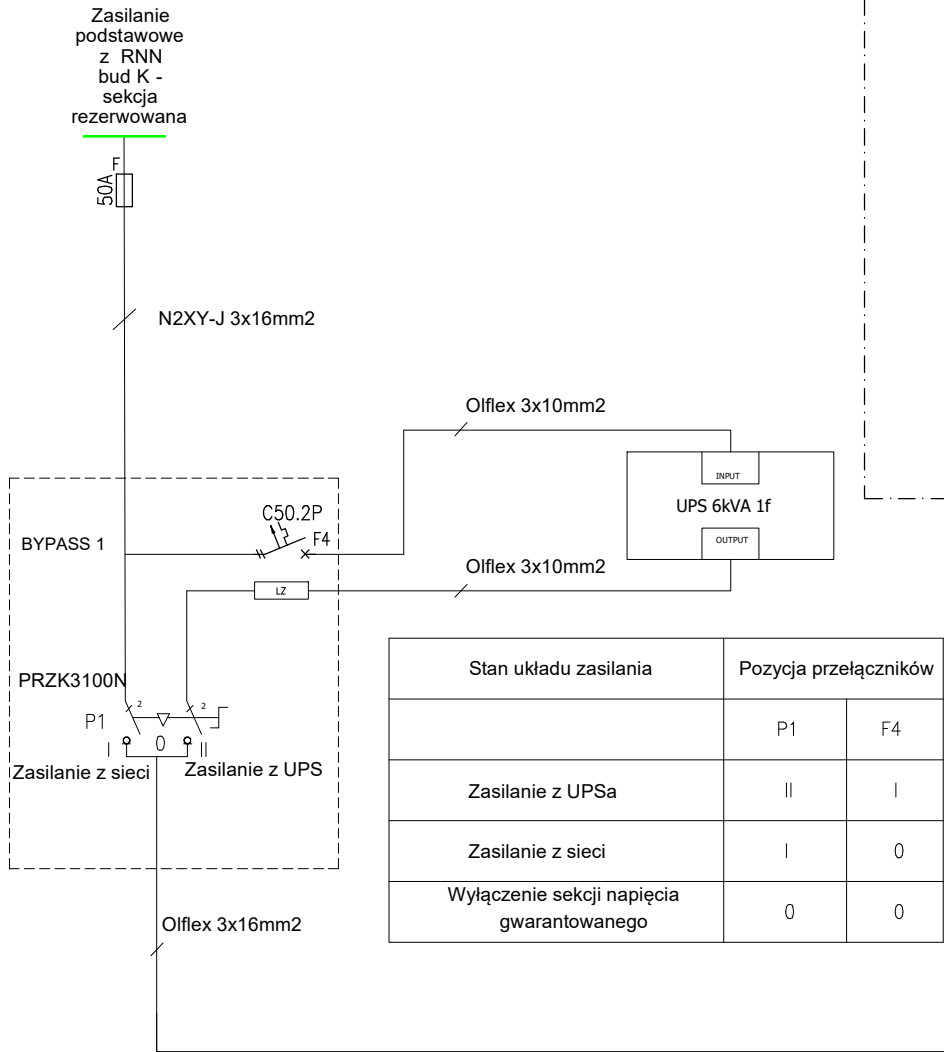 Zasilanie
podstawowe
z RNN
bud K -
sekcja
rezerwowana
F
50A
N2XY-J 3x16mm2
Olflex 3x10mm2
INPUT
UPS 6kVA 1f
OUTPUT
C50.2P
F4
BYPASS 1
Olflex 3x10mm2
LZ
PRZK3100N
2
2
P1
I
0
II
Zasilanie z sieci
Zasilanie z UPS
Stan układu zasilania
Pozycja przełączników
P1
F4
Zasilanie z UPSa
II
I
Zasilanie z sieci
I
0
Wyłączenie sekcji napięcia
gwarantowanego
0
0
Olflex 3x16mm2